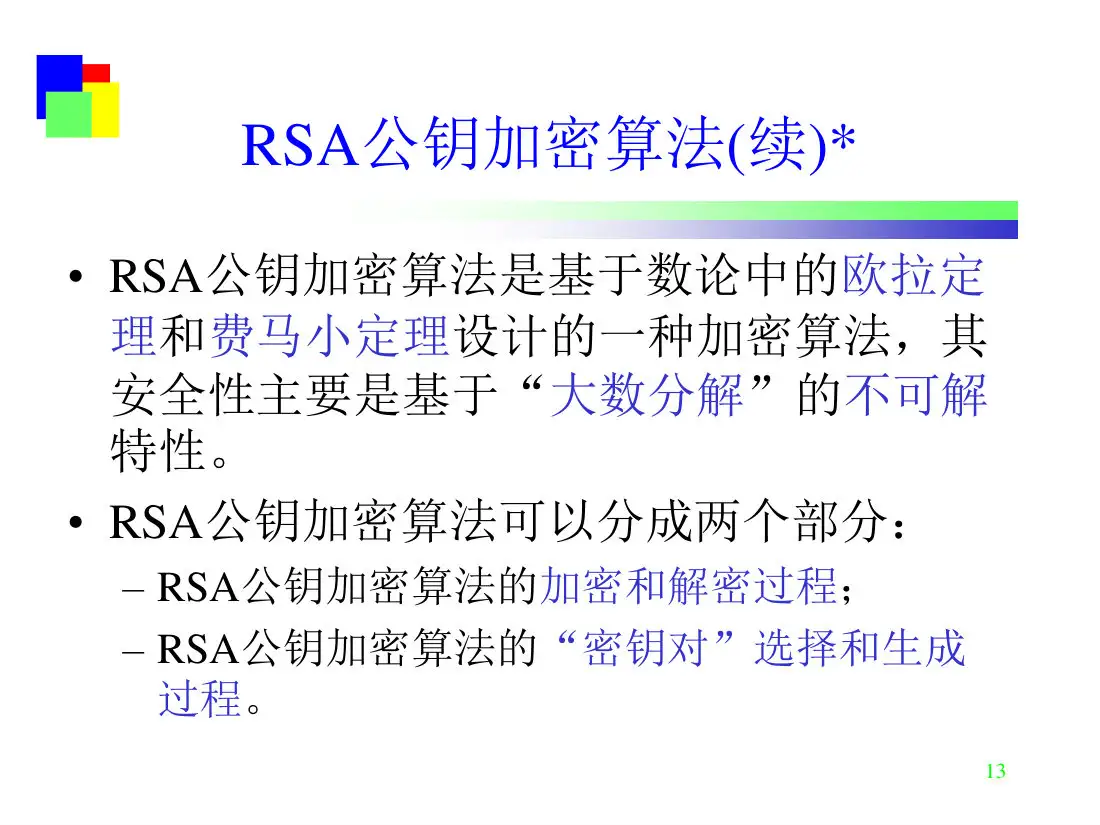 RSA公钥加密算法(续)*
• RSA公钥加密算法是基于数论中的欧拉定
理和费马小定理设计的一种加密算法，其
安全性主要是基于“大数分解”的不可解
特性。
• RSA公钥加密算法可以分成两个部分：
– RSA公钥加密算法的加密和解密过程；
– RSA公钥加密算法的“密钥对”选择和生成
过程。
13